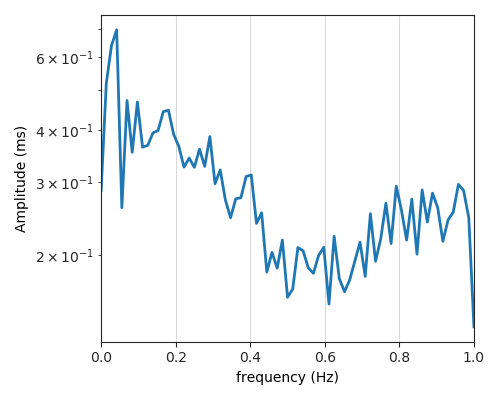 6 × 10⁻¹
4 × 10⁻¹
3 × 10⁻¹
2 × 10⁻¹
Amplitude (ms)
0.0 0.2 0.4 0.6 0.8 1.0
frequency (Hz)